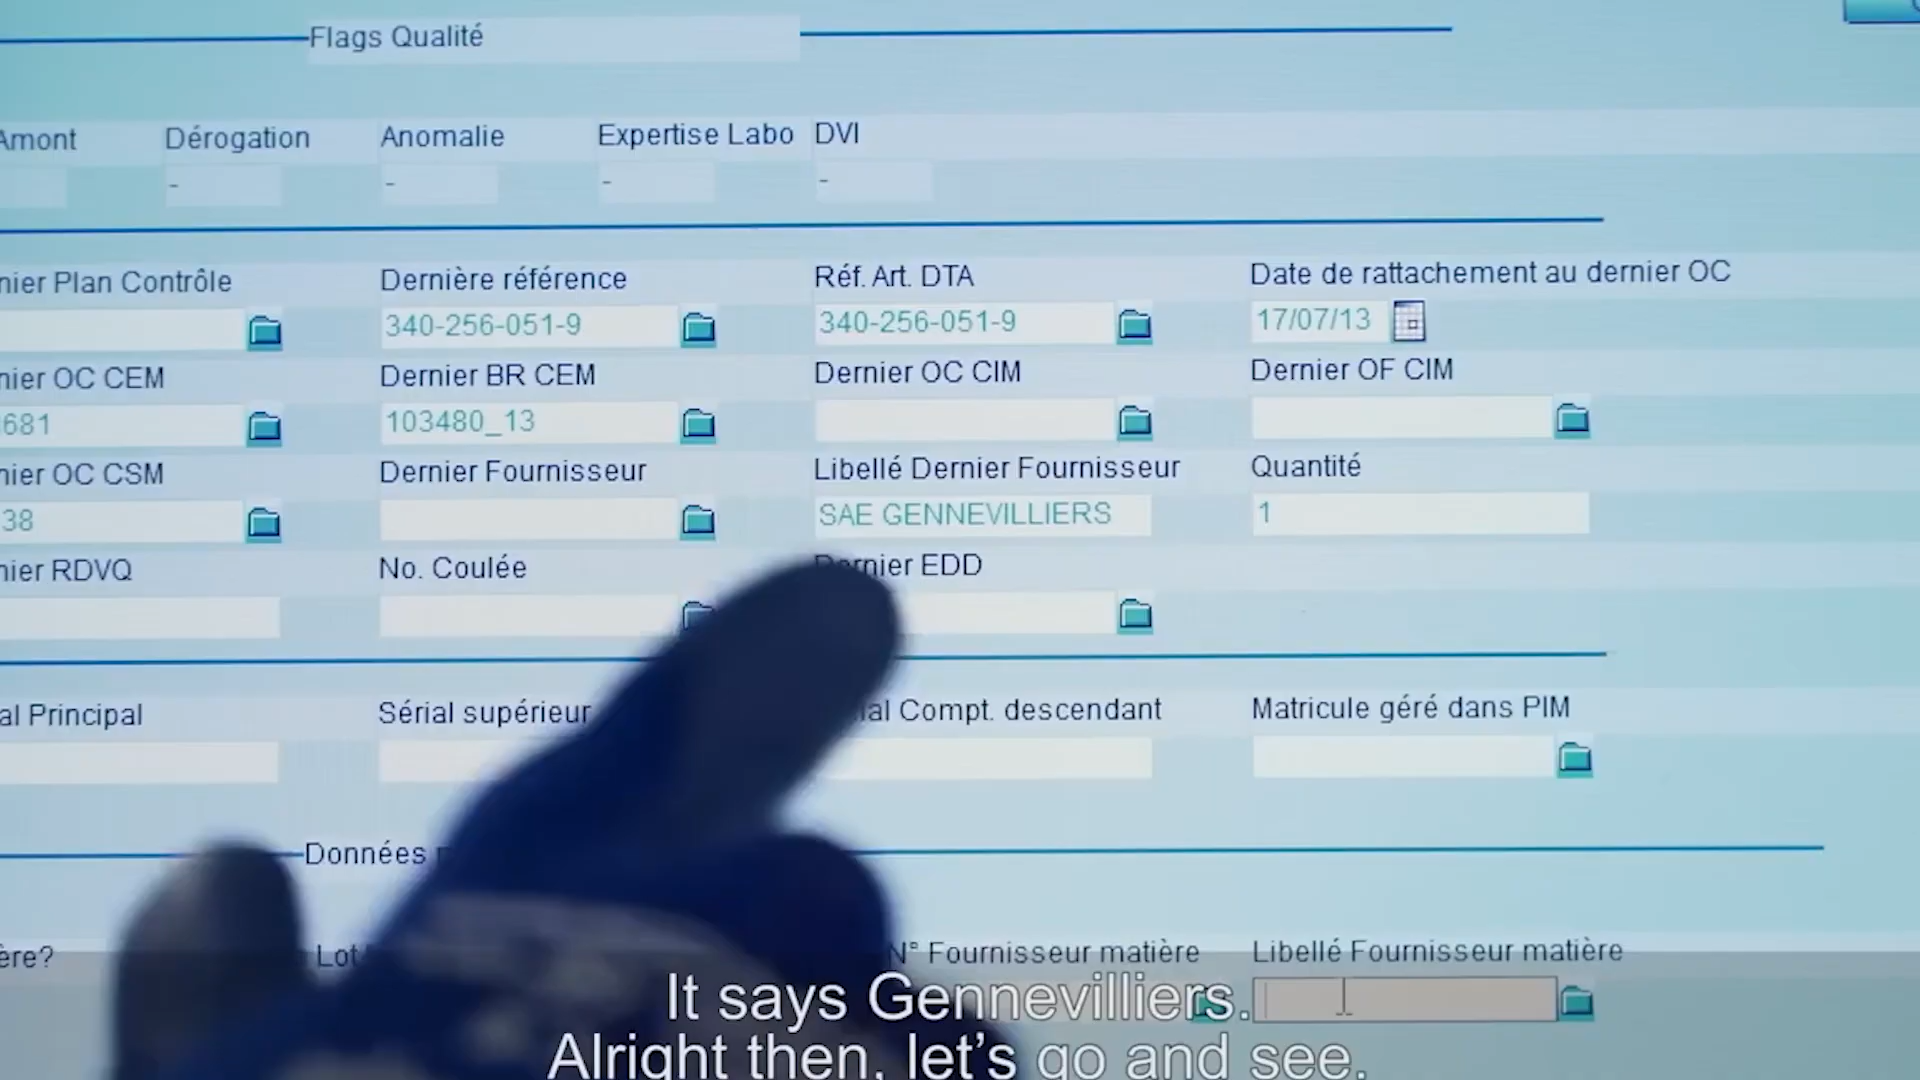 Flags Qualité
Amont Dérogation Anomalie Expertise Labo DVI
- - - -
nier Plan Contrôle Dernière référence Réf. Art. DTA Date de rattachement au dernier OC
340-256-051-9 340-256-051-9 17/07/13
nier OC CEM Dernier BR CEM Dernier OC CIM Dernier OF CIM
681 103480_13
nier OC CSM Dernier Fournisseur Libellé Dernier Fournisseur Quantité
38 SAE GENNEVILLIERS 1
nier RDVQ No. Coulée Dernier EDD
al Principal Sérial supérieur al Compt. descendant Matricule géré dans PIM
Données
ère? Lot N° Fournisseur matière Libellé Fournisseur matière
It says Gennevilliers.
Alright then, let's go and see.